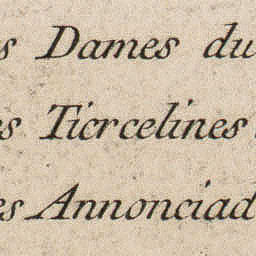 s Dames du
es Tiercelines
es Annonciad